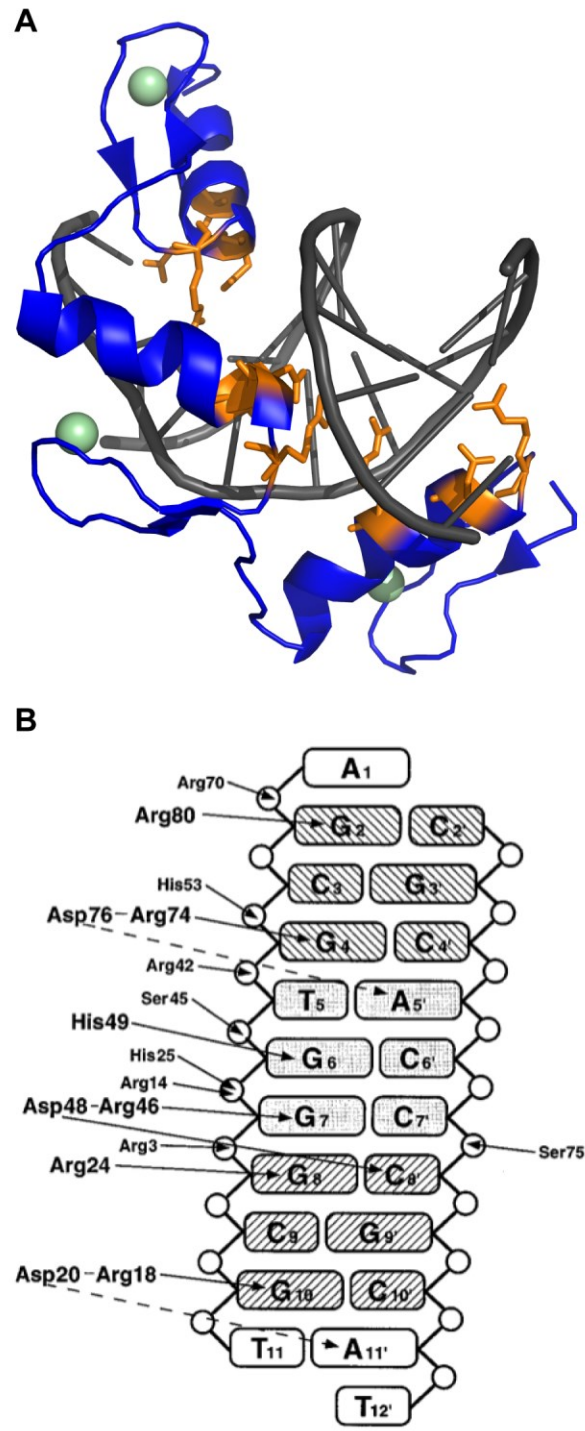 A
B
A1
Arg70
Arg80
G2 C2'
C3 G3'
His53
Asp76 Arg74
G4 C4'
Arg42
T5 A5'
Ser45
His49
G6 C6'
His25
Arg14
Asp48 Arg46
G7 C7'
Arg3
Ser75
Arg24
G8 C8'
C9 G9'
Asp20 Arg18
G10 C10'
T11 A11'
T12'